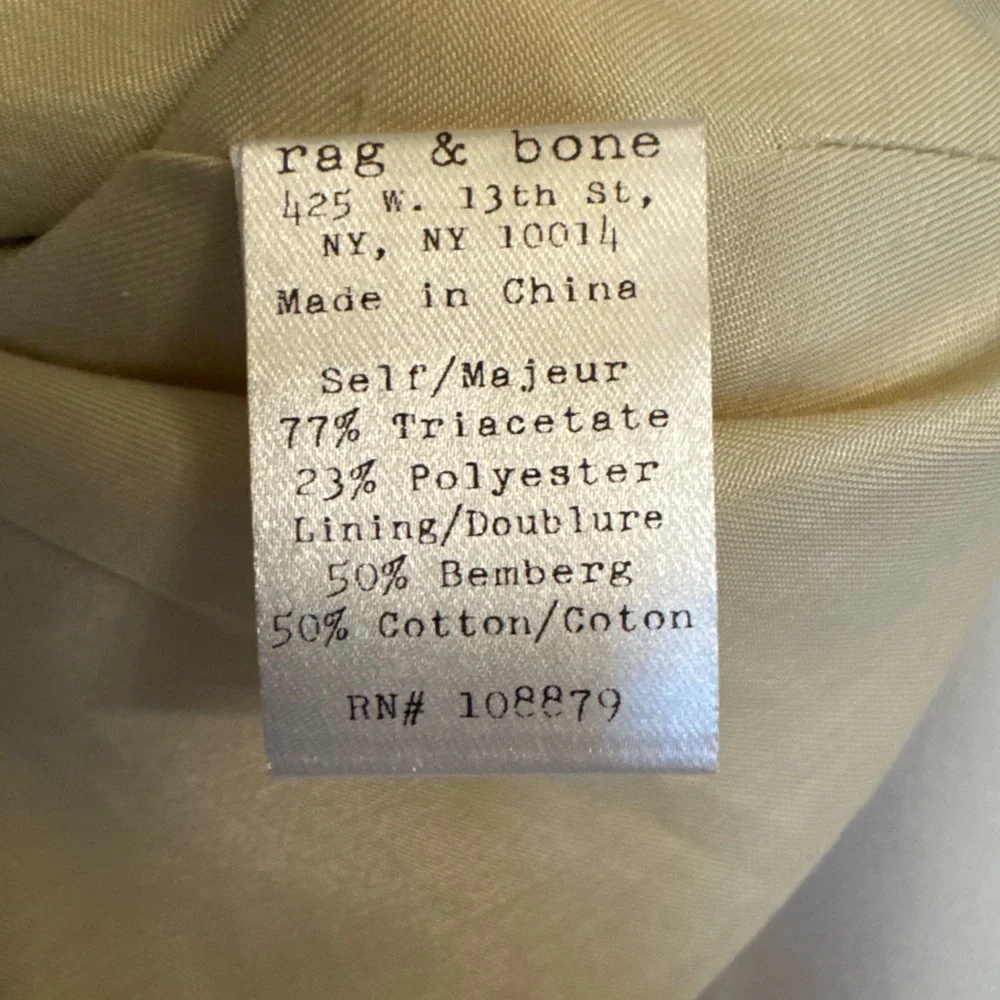 rag & bone
425 W. 13th St,
NY, NY 10014
Made in China
Self/Majeur
77% Triacetate
23% Polyester
Lining/Doublure
50% Bemberg
50% Cotton/Coton
RN# 108879